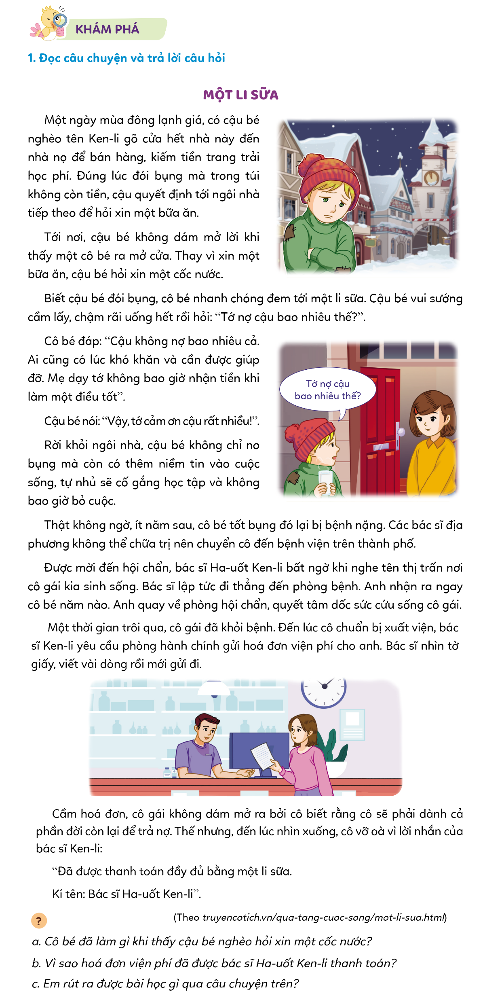 KHÁM PHÁ
1. Đọc câu chuyện và trả lời câu hỏi
MỘT LI SỮA
Một ngày mùa đông lạnh giá, có cậu bé
nghèo tên Ken-li gõ cửa hết nhà này đến
nhà nọ để bán hàng, kiếm tiền trang trải
học phí. Đúng lúc đói bụng mà trong túi
không còn tiền, cậu quyết định tới ngôi nhà
tiếp theo để hỏi xin một bữa ăn.
Tới nơi, cậu bé không dám mở lời khi
thấy một cô bé ra mở cửa. Thay vì xin một
bữa ăn, cậu bé hỏi xin một cốc nước.
Biết cậu bé đói bụng, cô bé nhanh chóng đem tới một li sữa. Cậu bé vui sướng
cầm lấy, chậm rãi uống hết rồi hỏi: “Tớ nợ cậu bao nhiêu thế?”.
Cô bé đáp: “Cậu không nợ bao nhiêu cả.
Ai cũng có lúc khó khăn và cần được giúp
đỡ. Mẹ dạy tớ không bao giờ nhận tiền khi
làm một điều tốt”.
Cậu bé nói: “Vậy, tớ cảm ơn cậu rất nhiều!”.
Rời khỏi ngôi nhà, cậu bé không chỉ no
bụng mà còn có thêm niềm tin vào cuộc
sống, tự nhủ sẽ cố gắng học tập và không
bao giờ bỏ cuộc.
Tớ nợ cậu
bao nhiêu thế?
Thật không ngờ, ít năm sau, cô bé tốt bụng đó lại bị bệnh nặng. Các bác sĩ địa
phương không thể chữa trị nên chuyển cô đến bệnh viện trên thành phố.
Được mời đến hội chẩn, bác sĩ Ha-uốt Ken-li bất ngờ khi nghe tên thị trấn nơi
cô gái kia sinh sống. Bác sĩ lập tức đi thẳng đến phòng bệnh. Anh nhận ra ngay
cô bé năm nào. Anh quay về phòng hội chẩn, quyết tâm dốc sức cứu sống cô gái.
Một thời gian trôi qua, cô gái đã khỏi bệnh. Đến lúc cô chuẩn bị xuất viện, bác
sĩ Ken-li yêu cầu phòng hành chính gửi hoá đơn viện phí cho anh. Bác sĩ nhìn tờ
giấy, viết vài dòng rồi mới gửi đi.
Cầm hoá đơn, cô gái không dám mở ra bởi cô biết rằng cô sẽ phải dành cả
phần đời còn lại để trả nợ. Thế nhưng, đến lúc nhìn xuống, cô vỡ oà vì lời nhắn của
bác sĩ Ken-li:
“Đã được thanh toán đầy đủ bằng một li sữa.
Kí tên: Bác sĩ Ha-uốt Ken-li”.
(Theo truyencotich.vn/qua-tang-cuoc-song/mot-li-sua.html)
?
a. Cô bé đã làm gì khi thấy cậu bé nghèo hỏi xin một cốc nước?
b. Vì sao hoá đơn viện phí đã được bác sĩ Ha-uốt Ken-li thanh toán?
c. Em rút ra được bài học gì qua câu chuyện trên?